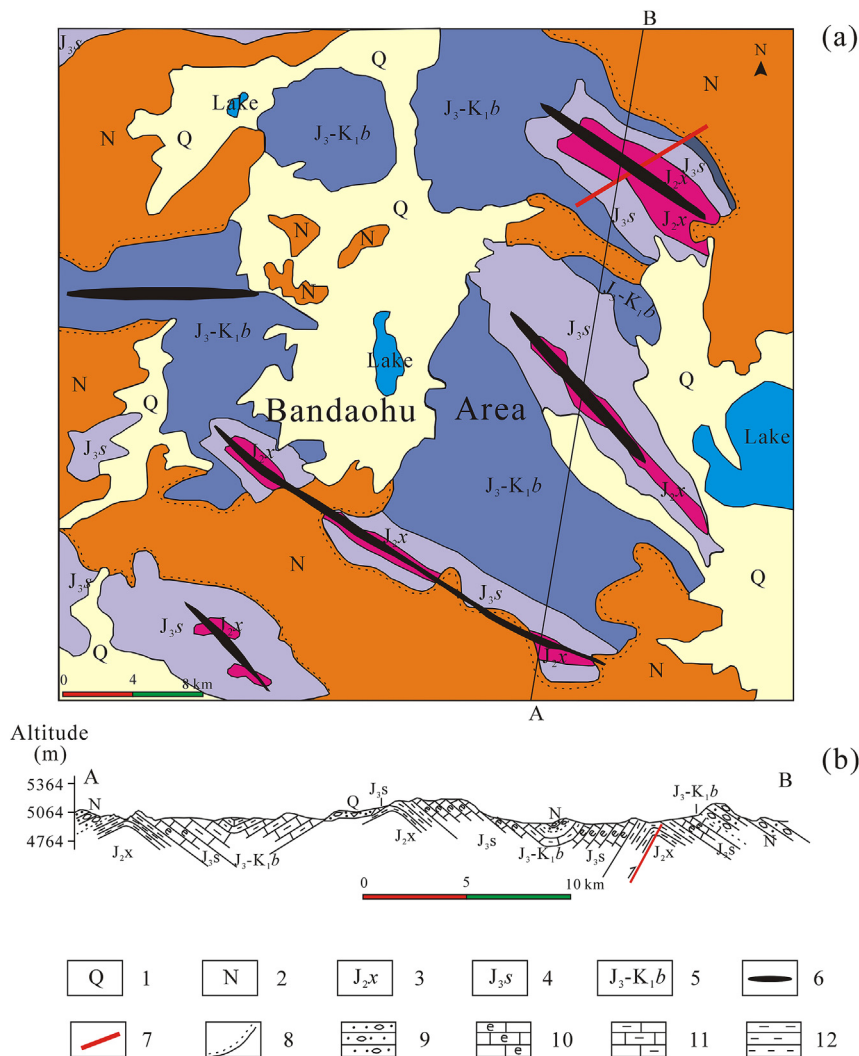 B
(a)
J₃s
Q
N
N
Lake
J₃-K₁b
J₃-K₁b
N
Q
J₃s
J₂x
J₂x
J₃s
Q
N
N
N
J₃-K₁b
J₃-K₁b
J₃s
N
Q
Lake
Q
Bandaohu Area
Lake
J₃s
J₂x
J₃-K₁b
J₂x
J₂x
N
J₃s
J₃s
Q
J₃s
J₂x
J₂x
N
Q
0 4 8 km
A
Altitude
(m)
(b)
A
B
5364
5064
4764
N
Q
J₃s
N
J₃-K₁b
J₂x
J₃s
J₃-K₁b
J₂x
J₃s
J₃-K₁b
J₃s
J₂x
J₃s
N
0 5 10 km
Q 1 N 2 J₂x 3 J₃s 4 J₃-K₁b 5 6
7 8 9 e e e 10 11 12